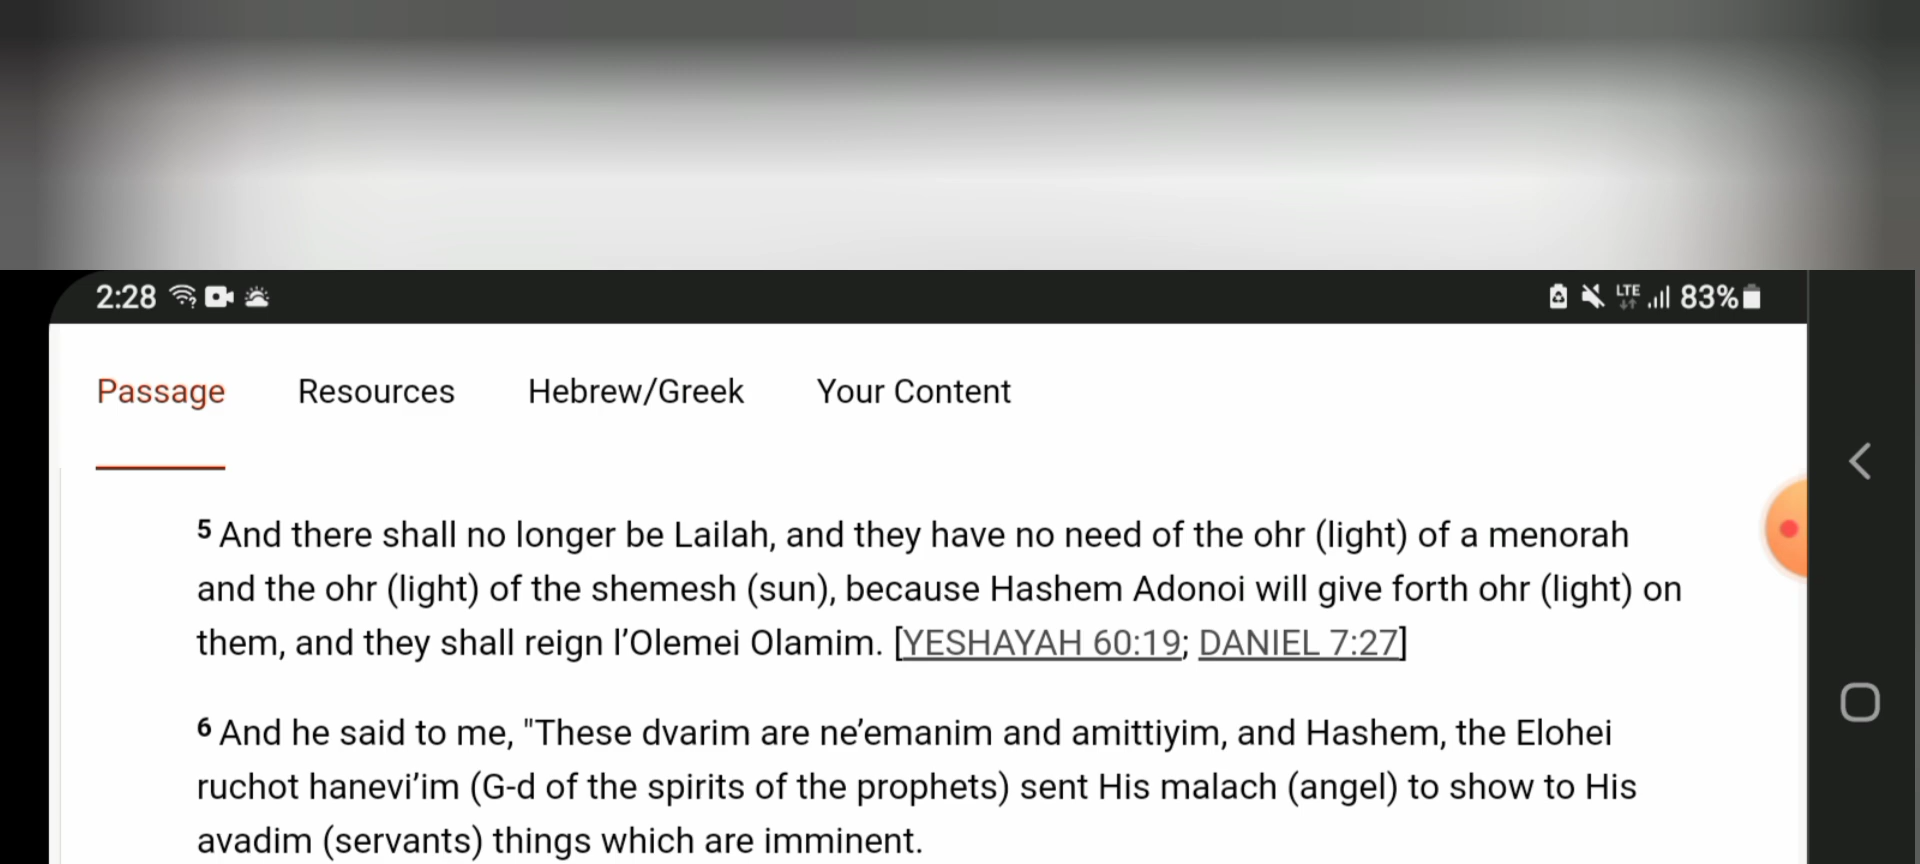 2:28
LTE 83%
Passage Resources Hebrew/Greek Your Content
5 And there shall no longer be Lailah, and they have no need of the ohr (light) of a menorah
and the ohr (light) of the shemesh (sun), because Hashem Adonoi will give forth ohr (light) on
them, and they shall reign l’Olemei Olamim. [YESHAYAH 60:19; DANIEL 7:27]
6 And he said to me, "These dvarim are ne’emanim and amittiyim, and Hashem, the Elohei
ruchot hanevi’im (G-d of the spirits of the prophets) sent His malach (angel) to show to His
avadim (servants) things which are imminent.